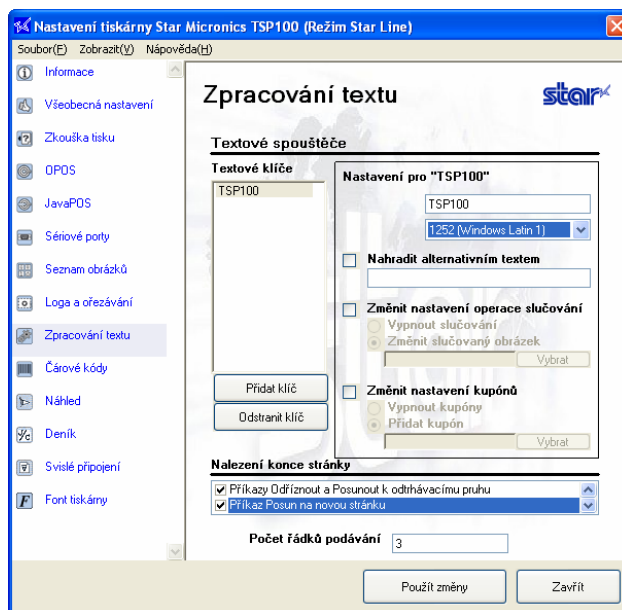 Nastavení tiskárny Star Micronics TSP100 (Režím Star Line)
Soubor(F) Zobrazit(V) Nápověda(H)
Informace
Všeobecná nastavení
Zkouška tisku
OPOS
JavaPOS
Sériové porty
Seznam obrázků
Loga a ořezávání
Zpracování textu
Čárové kódy
Náhled
Deník
Svislé připojení
Font tiskárny
Zpracování textu
star
Textové spouštěče
Textové klíče
TSP100
Přidat klíč
Odstranit klíč
Nastavení pro "TSP100"
TSP100
1252 (Windows Latin 1)
Nahradit alternativním textem
Změnit nastavení operace slučování
Vypnout slučování
Změnit slučovaný obrázek
Vybrat
Změnit nastavení kupónů
Vypnout kupóny
Přidat kupón
Vybrat
Nalezení konce stránky
Příkazy Odříznout a Posunout k odtrhávacímu pruhu
Příkaz Posun na novou stránku
Počet řádků podávání 3
Použít změny
Zavřít